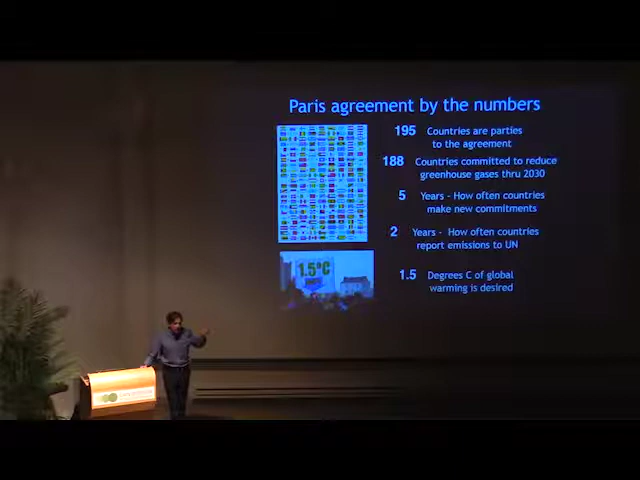 Paris agreement by the numbers
195 Countries are parties
to the agreement
188 Countries committed to reduce
greenhouse gases thru 2030
5 Years - How often countries
make new commitments
2 Years - How often countries
report emissions to UN
1.5°C
1.5 Degrees C of global
warming is desired